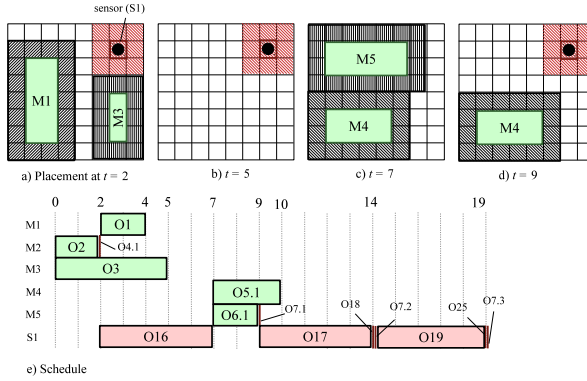 sensor (S1)
M1
M3
M5
M4
M4
a) Placement at t = 2
b) t = 5
c) t = 7
d) t = 9
0 2 4 5 7 9 10 14 19
M1 O1
M2 O2 O4.1
M3 O3
M4 O5.1
M5 O6.1 O7.1 O18 O7.2 O25 O7.3
S1 O16 O17 O19
e) Schedule